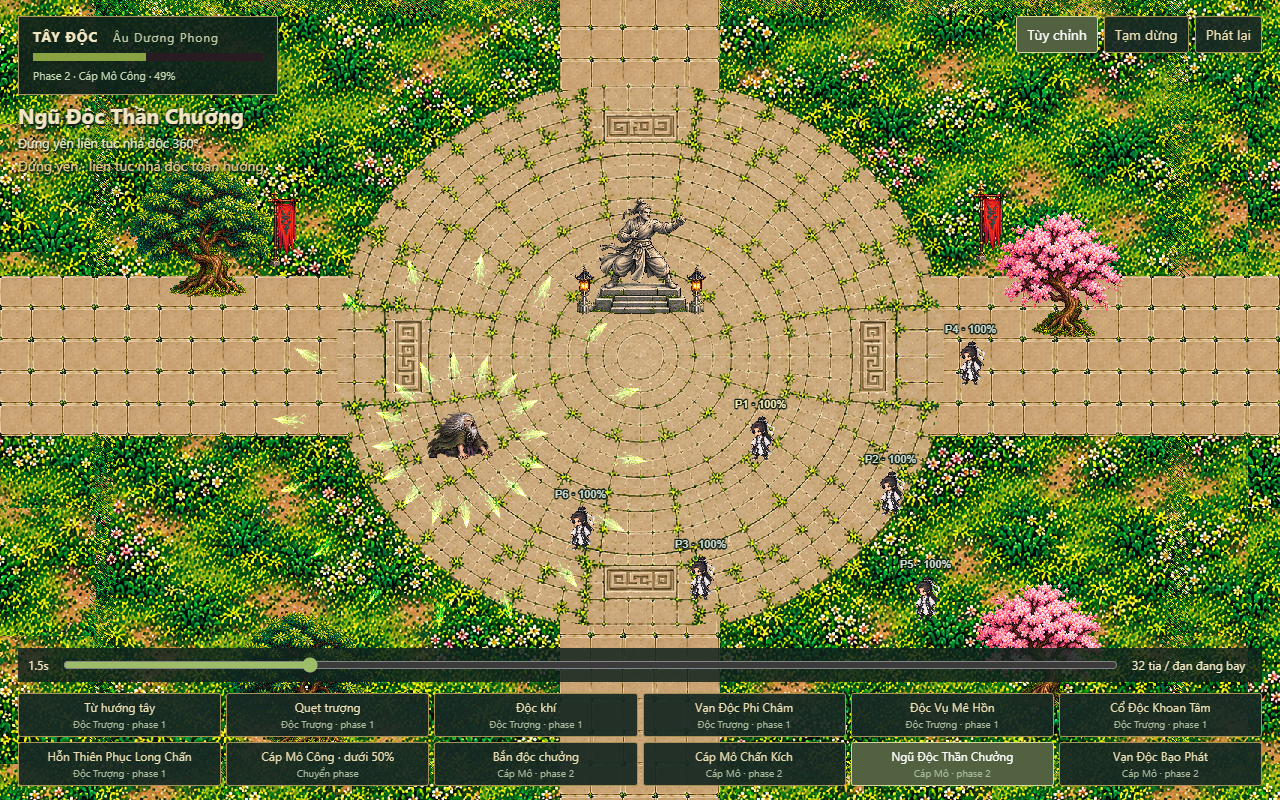 TÂY ĐỘC Âu Dương Phong
Phase 2 · Cáp Mô Công · 49%
Ngũ Độc Thần Chưởng
Đứng yên liên tục nhả độc 360°
Đứng yên · liên tục nhả độc toàn hướng
Tùy chỉnh
Tạm dừng
Phát lại
P4 · 100%
P1 · 100%
P2 · 100%
P6 · 100%
P3 · 100%
P5 · 100%
1.5s
32 tia / đạn đang bay
Từ hướng tây
Độc Trượng · phase 1
Quẹt trượng
Độc Trượng · phase 1
Độc khí
Độc Trượng · phase 1
Vạn Độc Phi Châm
Độc Trượng · phase 1
Độc Vụ Mê Hồn
Độc Trượng · phase 1
Cổ Độc Khoan Tâm
Độc Trượng · phase 1
Hỗn Thiên Phục Long Chấn
Độc Trượng · phase 1
Cáp Mô Công · dưới 50%
Chuyển phase
Bắn độc chưởng
Cáp Mô · phase 2
Cáp Mô Chấn Kích
Cáp Mô · phase 2
Ngũ Độc Thần Chưởng
Cáp Mô · phase 2
Vạn Độc Bạo Phát
Cáp Mô · phase 2